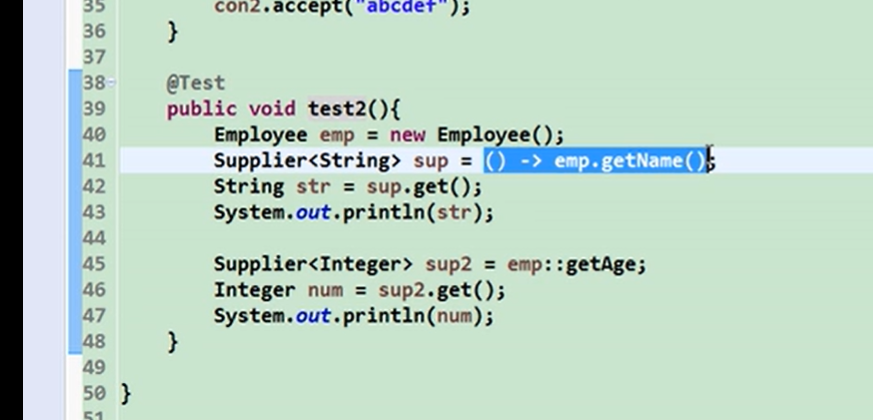 35 con2.accept("abcdef");
36 }
37
38 @Test
39 public void test2(){
40 Employee emp = new Employee();
41 Supplier<String> sup = () -> emp.getName();
42 String str = sup.get();
43 System.out.println(str);
44
45 Supplier<Integer> sup2 = emp::getAge;
46 Integer num = sup2.get();
47 System.out.println(num);
48 }
49
50 }
51